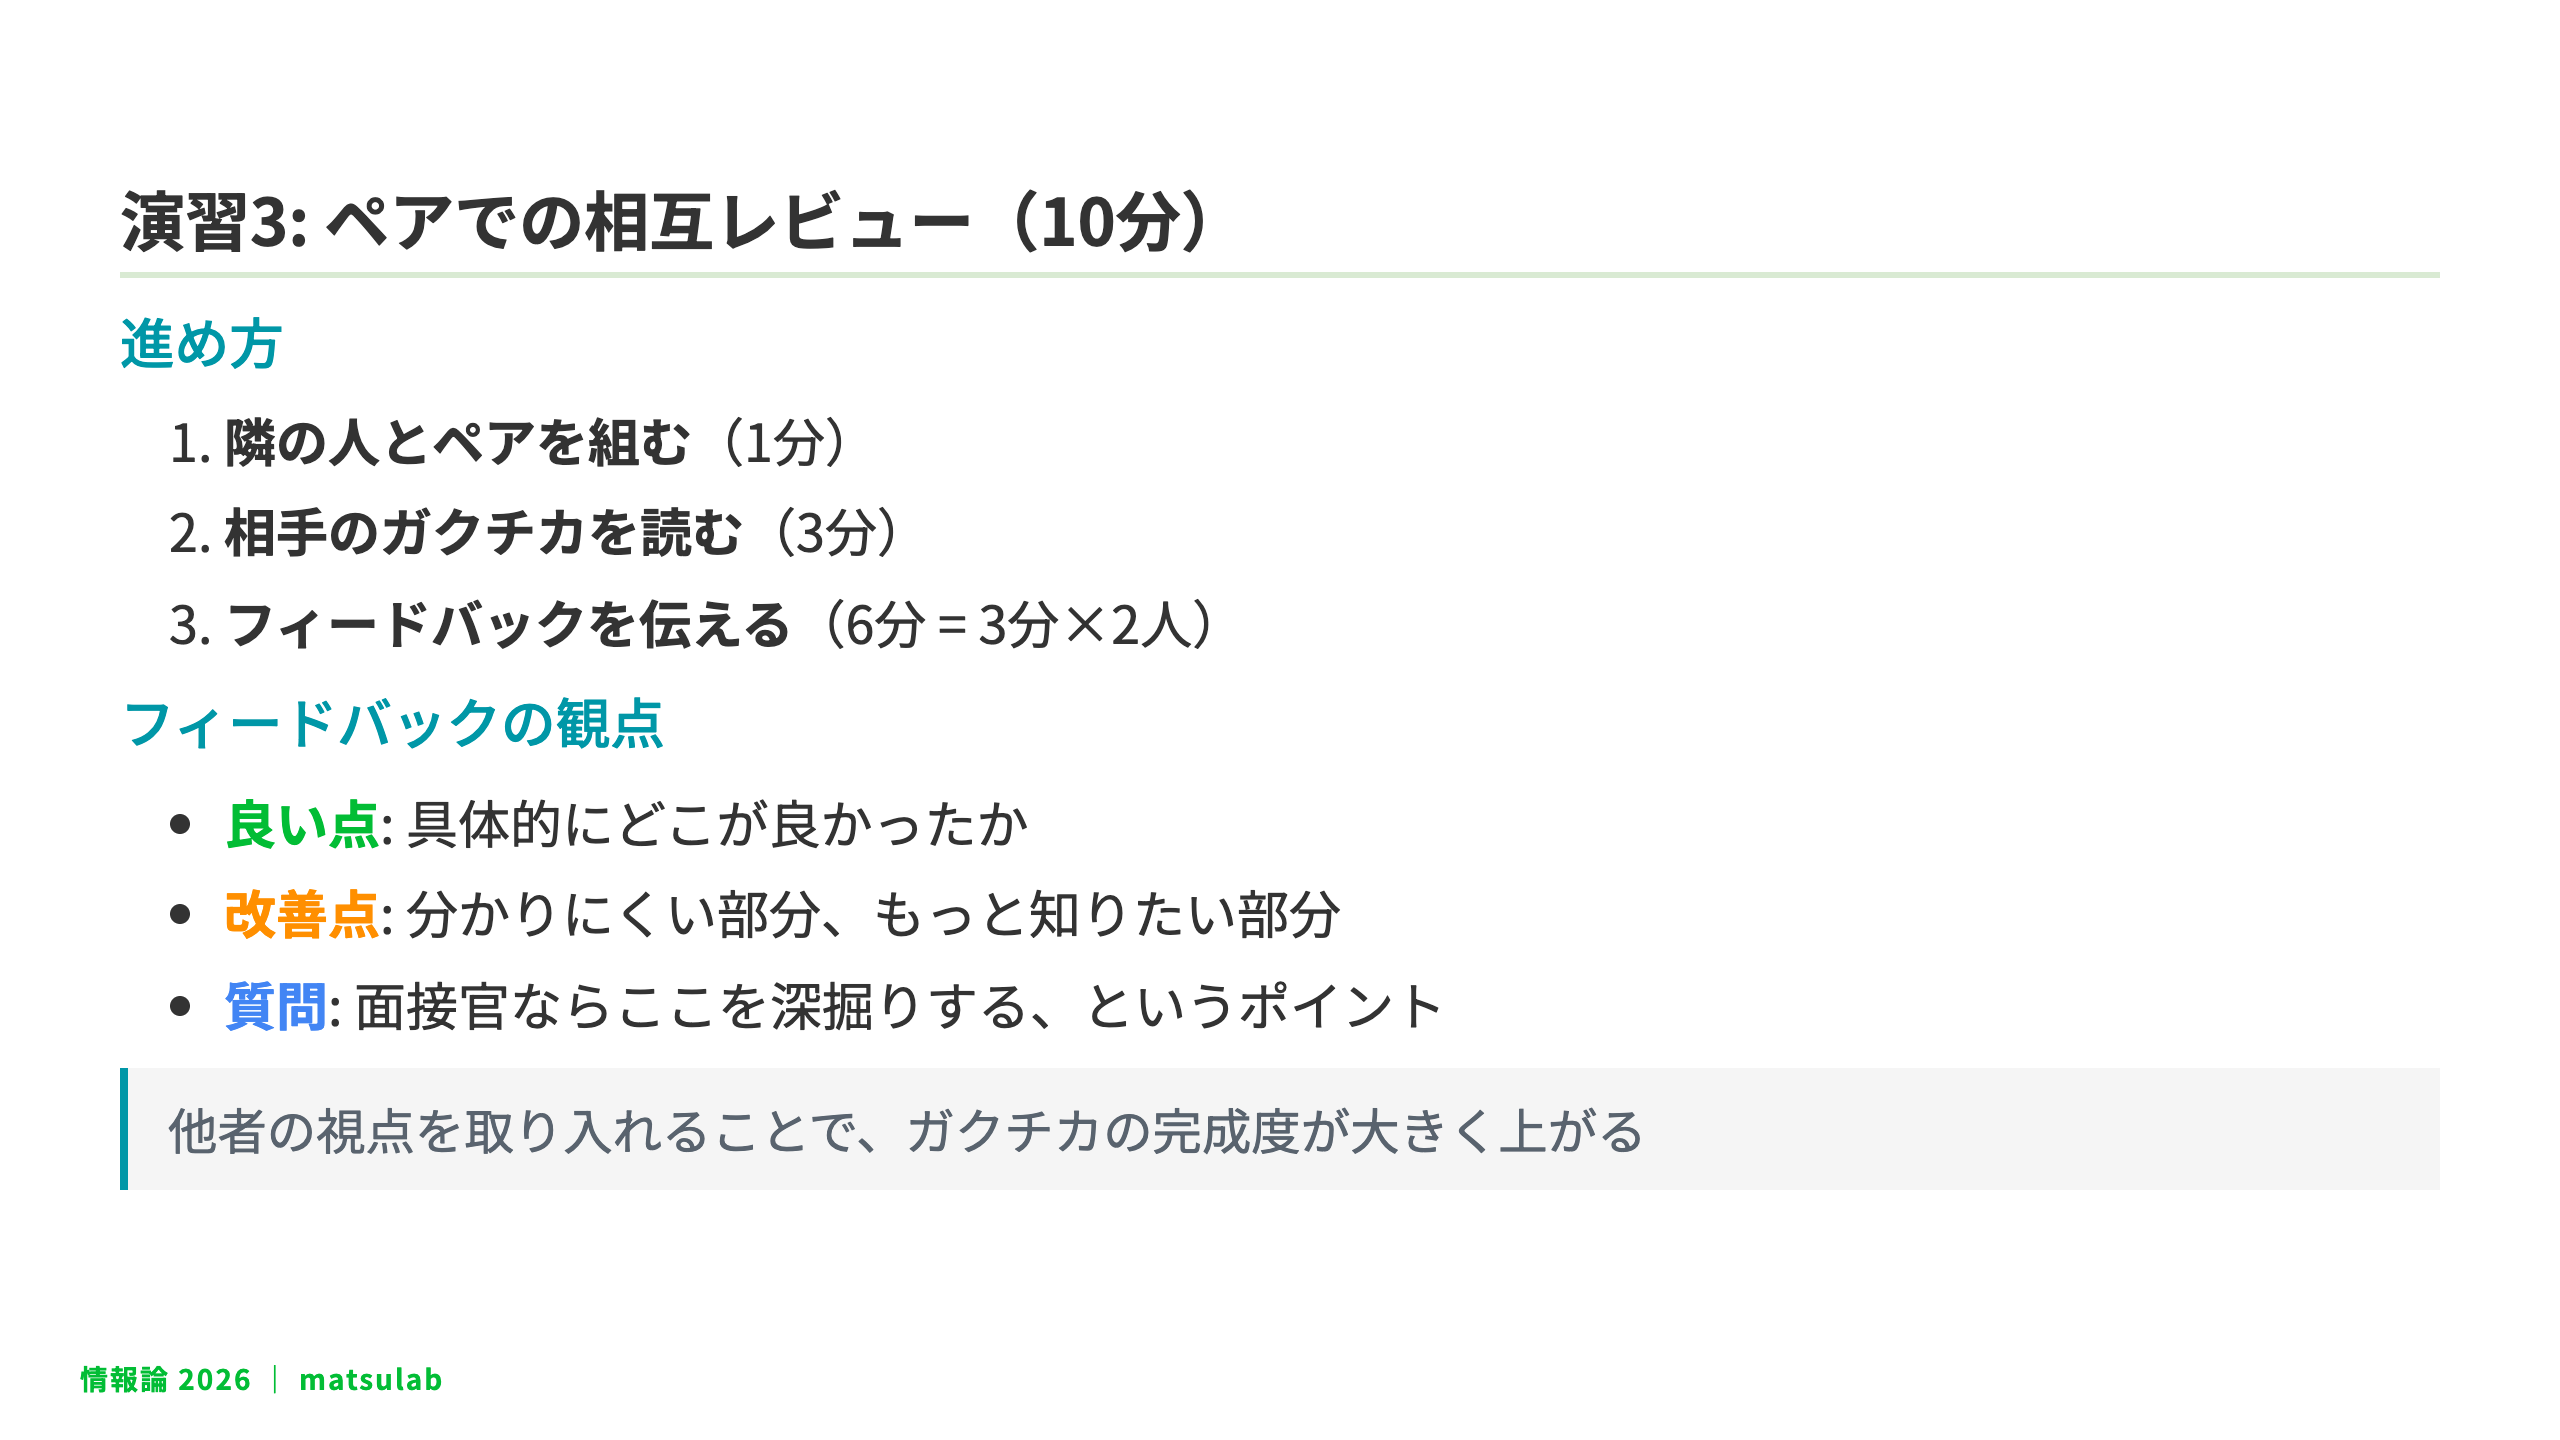 演習3: ペアでの相互レビュー（10分）
進め方
1. 隣の人とペアを組む（1分）
2. 相手のガクチカを読む（3分）
3. フィードバックを伝える（6分 = 3分×2人）
フィードバックの観点
• 良い点: 具体的にどこが良かったか
• 改善点: 分かりにくい部分、もっと知りたい部分
• 質問: 面接官ならここを深掘りする、というポイント
他者の視点を取り入れることで、ガクチカの完成度が大きく上がる
情報論 2026 ｜ matsulab